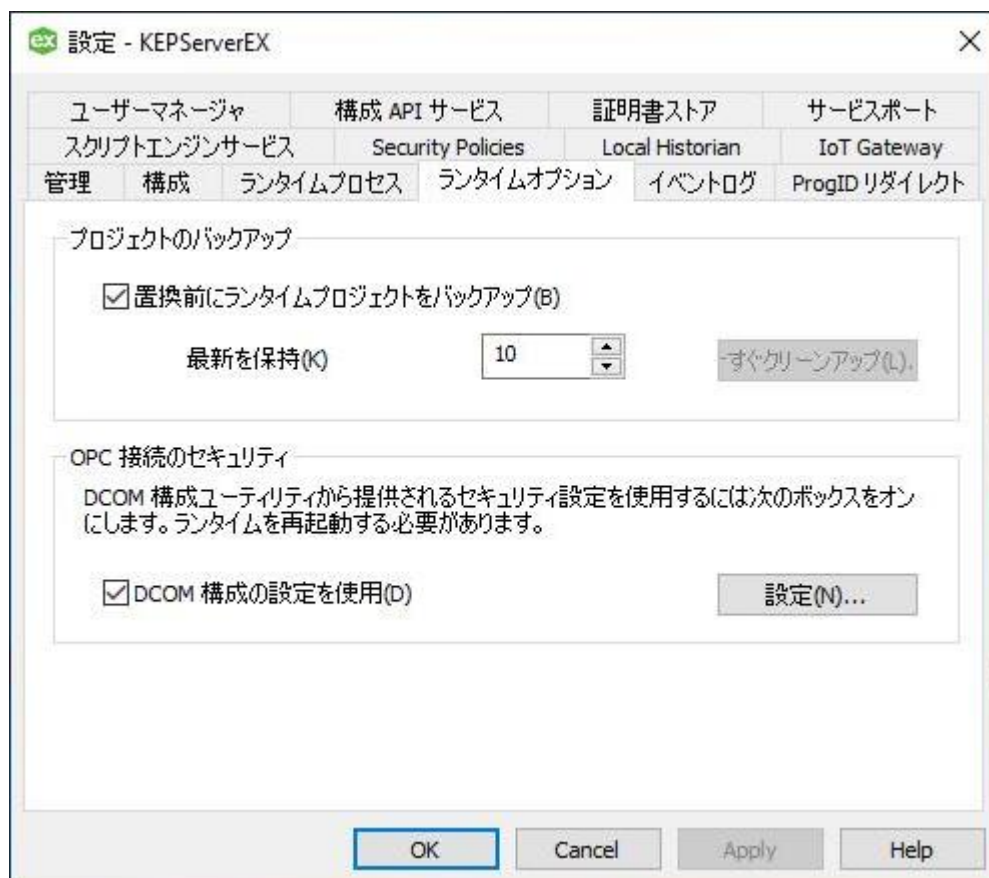 設定 - KEPServerEX
ユーザーマネージャ 構成 API サービス 証明書ストア サービスポート
スクリプトエンジンサービス Security Policies Local Historian IoT Gateway
管理 構成 ランタイムプロセス ランタイムオプション イベントログ ProgID リダイレクト
プロジェクトのバックアップ
置換前にランタイムプロジェクトをバックアップ(B)
最新を保持(K) 10 すぐクリーンアップ(L).
OPC 接続のセキュリティ
DCOM 構成ユーティリティから提供されるセキュリティ設定を使用するには次のボックスをオン
にします。ランタイムを再起動する必要があります。
DCOM 構成の設定を使用(D) 設定(N)...
OK Cancel Apply Help